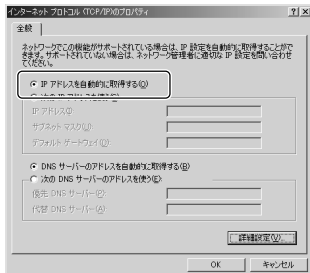 インターネット プロトコル (TCP/IP)のプロパティ
全般
ネットワークでこの機能がサポートされている場合は、IP 設定を自動的に取得することがで
きます。サポートされていない場合は、ネットワーク管理者に適切な IP 設定を問い合わせ
てください。
IP アドレスを自動的に取得する(O)
次の IP アドレスを使う(S)
IP アドレス(I):
サブネット マスク(U):
デフォルト ゲートウェイ(D):
DNS サーバーのアドレスを自動的に取得する(B)
次の DNS サーバーのアドレスを使う(E):
優先 DNS サーバー(P):
代替 DNS サーバー(A):
詳細設定(V)...
OK
キャンセル